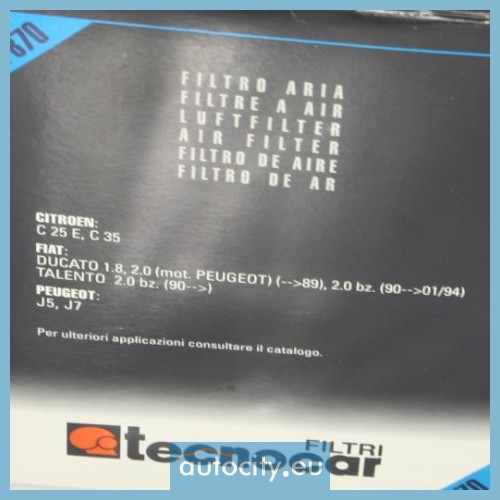 670
FILTRO ARIA
FILTRE A AIR
LUFTFILTER
AIR FILTER
FILTRO DE AIRE
FILTRO DE AR
CITROEN:
C 25 E, C 35
FIAT:
DUCATO 1.8, 2.0 (mot. PEUGEOT) (-->89), 2.0 bz. (90-->01/94)
TALENTO 2.0 bz. (90-->)
PEUGEOT:
J5, J7
Per ulteriori applicazioni consultare il catalogo.
FILTRI
tecnocar
autocity.eu